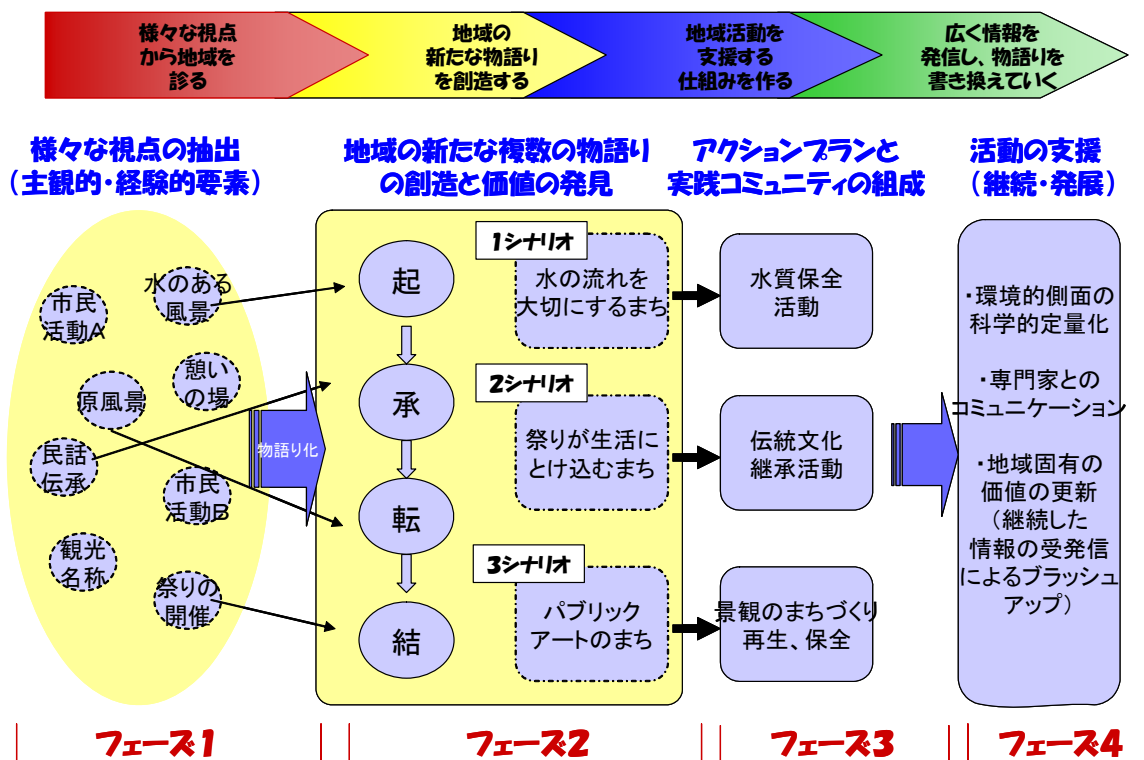 様々な視点
から地域を
診る
地域の
新たな物語り
を創造する
地域活動を
支援する
仕組みを作る
広く情報を
発信し、物語りを
書き換えていく
様々な視点の抽出
（主観的・経験的要素）
地域の新たな複数の物語り
の創造と価値の発見
アクションプランと
実践コミュニティの組成
活動の支援
（継続・発展）
市民
活動A
水のある
風景
憩い
の場
原風景
民話
伝承
市民
活動B
観光
名称
祭りの
開催
物語り化
起
承
転
結
1シナリオ
水の流れを
大切にするまち
2シナリオ
祭りが生活に
とけ込むまち
3シナリオ
パブリック
アートのまち
水質保全
活動
伝統文化
継承活動
景観のまちづくり
再生、保全
・環境的側面の
科学的定量化
・専門家との
コミュニケーション
・地域固有の
価値の更新
（継続した
情報の受発信
によるブラッシュ
アップ）
フェーズ1
フェーズ2
フェーズ3
フェーズ4